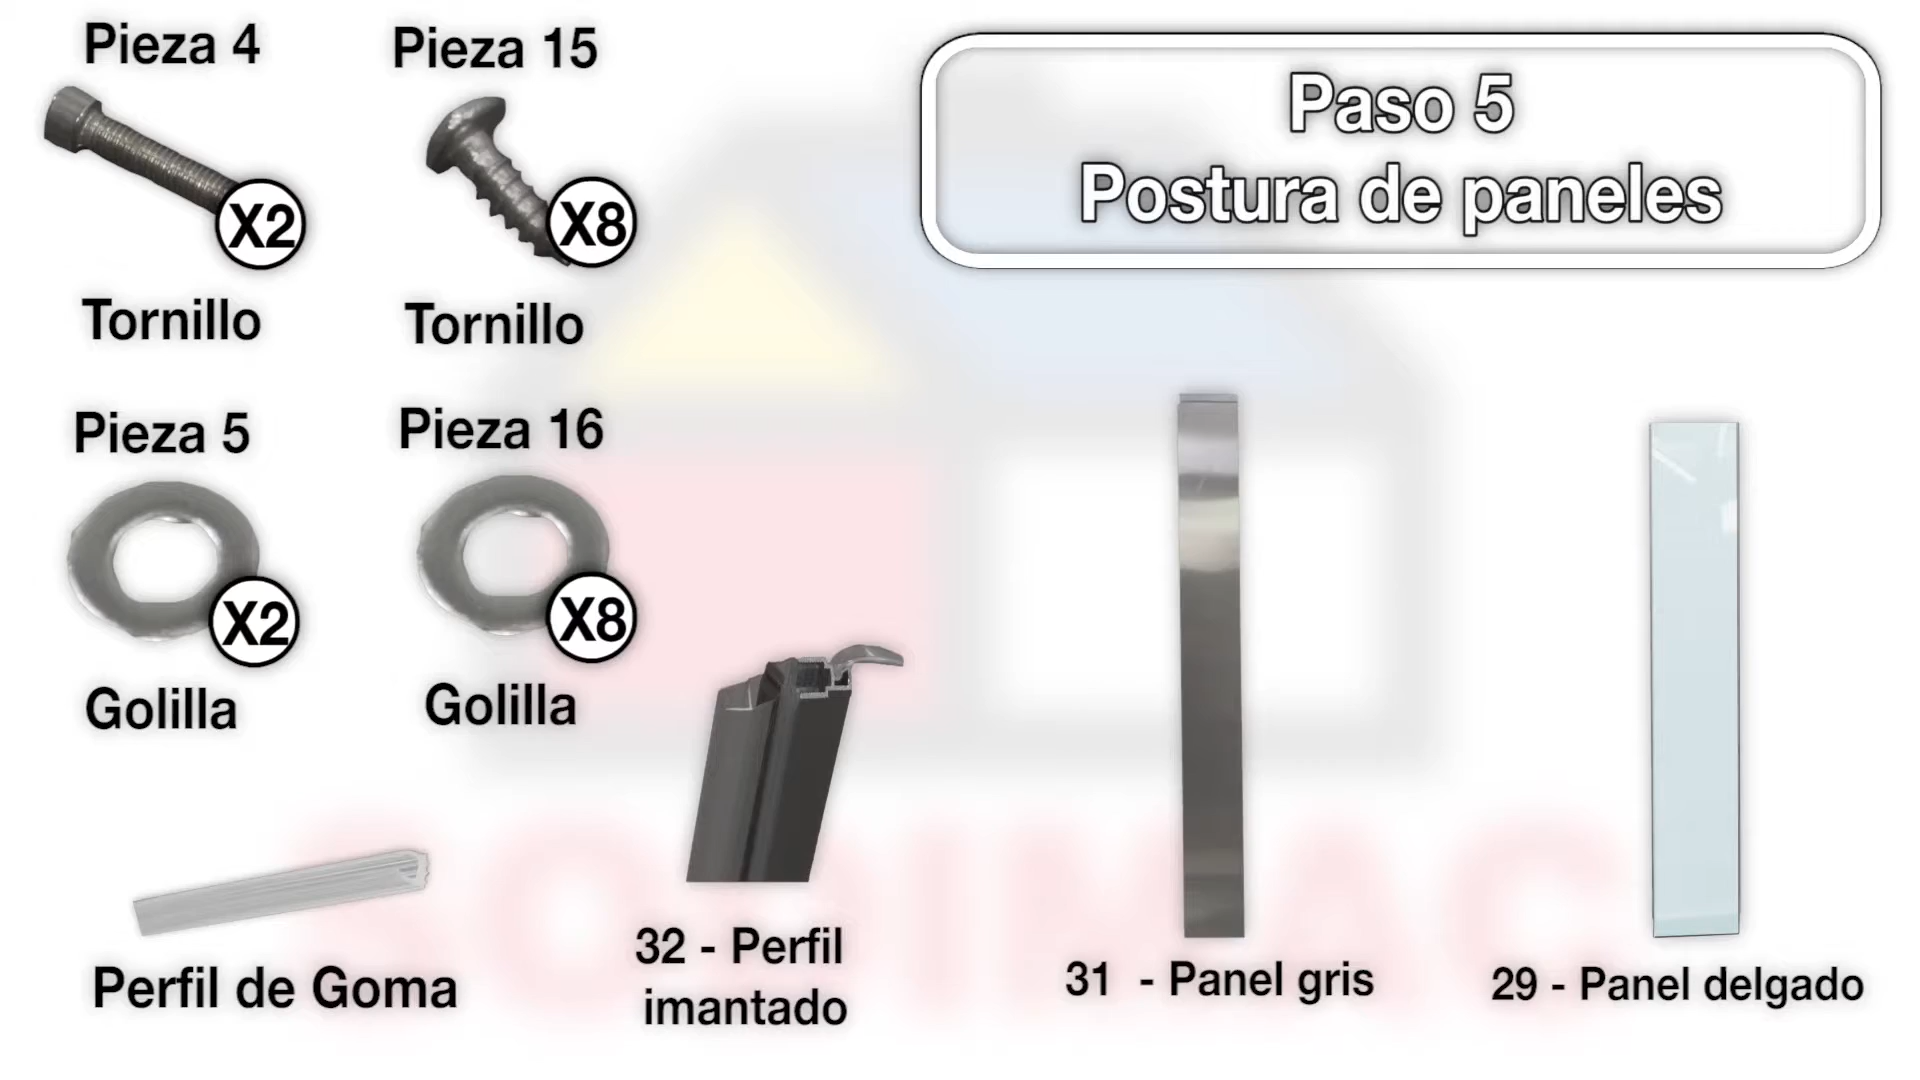 Pieza 4
Pieza 15
Paso 5
Postura de paneles
X2
X8
Tornillo
Tornillo
Pieza 5
Pieza 16
X2
X8
Golilla
Golilla
Perfil de Goma
32 - Perfil
imantado
31 - Panel gris
29 - Panel delgado
SODIMAC